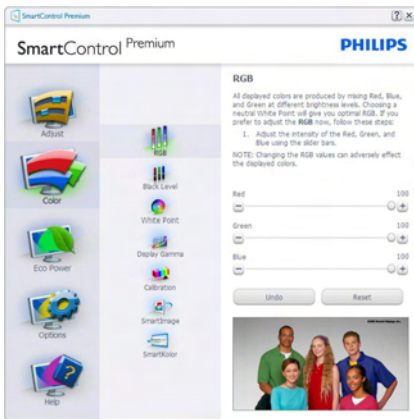 SmartControl Premium
SmartControl Premium
PHILIPS
Adjust
Color
Eco Power
Options
Help
RGB
Black Level
White Point
Display Gamma
Calibration
SmartImage
SmartKolor
RGB
All displayed colors are produced by mixing Red, Blue,
and Green at different brightness levels. Choosing a
neutral White Point will give you optimal RGB. If you
prefer to adjust the RGB now, follow these steps:
1. Adjust the intensity of the Red, Green, and
Blue using the slider bars.
NOTE: Changing the RGB values can adversely effect
the displayed colors.
Red 100
Green 100
Blue 100
Undo Reset